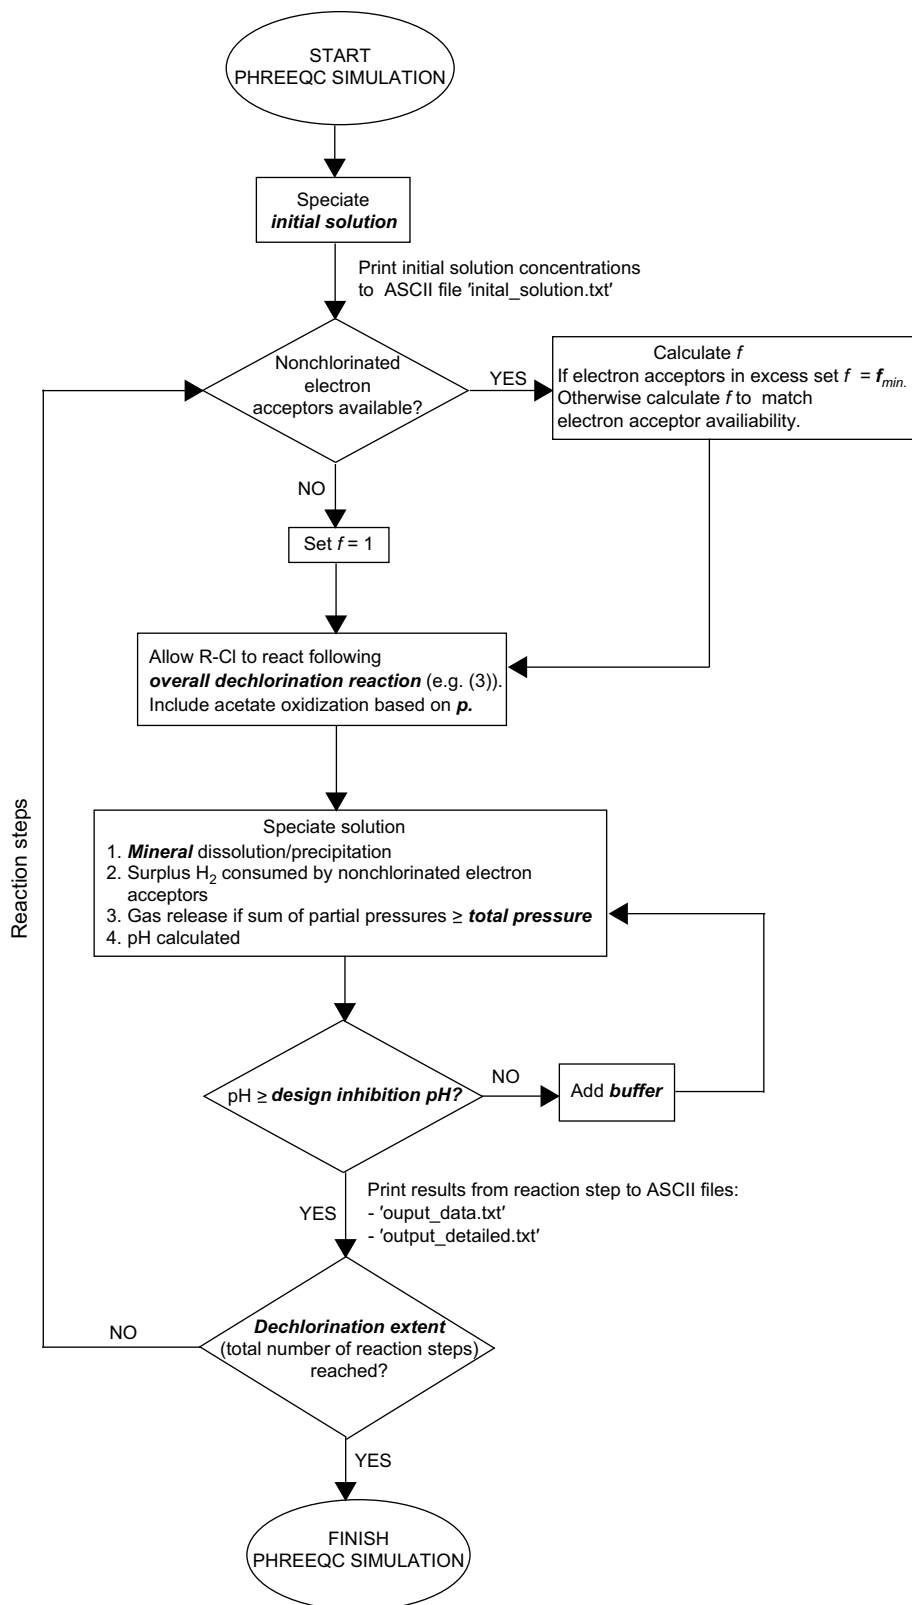 START
PHREEQC SIMULATION
Speciate
initial solution
Print initial solution concentrations
to ASCII file 'inital_solution.txt'
Nonchlorinated
electron
acceptors available?
YES
Calculate f
If electron acceptors in excess set f = fmin.
Otherwise calculate f to match
electron acceptor availiability.
NO
Set f = 1
Allow R-Cl to react following
overall dechlorination reaction (e.g. (3)).
Include acetate oxidization based on p.
Reaction steps
Speciate solution
1. Mineral dissolution/precipitation
2. Surplus H2 consumed by nonchlorinated electron
acceptors
3. Gas release if sum of partial pressures ≥ total pressure
4. pH calculated
pH ≥ design inhibition pH?
NO
Add buffer
YES
Print results from reaction step to ASCII files:
- 'ouput_data.txt'
- 'output_detailed.txt'
NO
Dechlorination extent
(total number of reaction steps)
reached?
YES
FINISH
PHREEQC SIMULATION